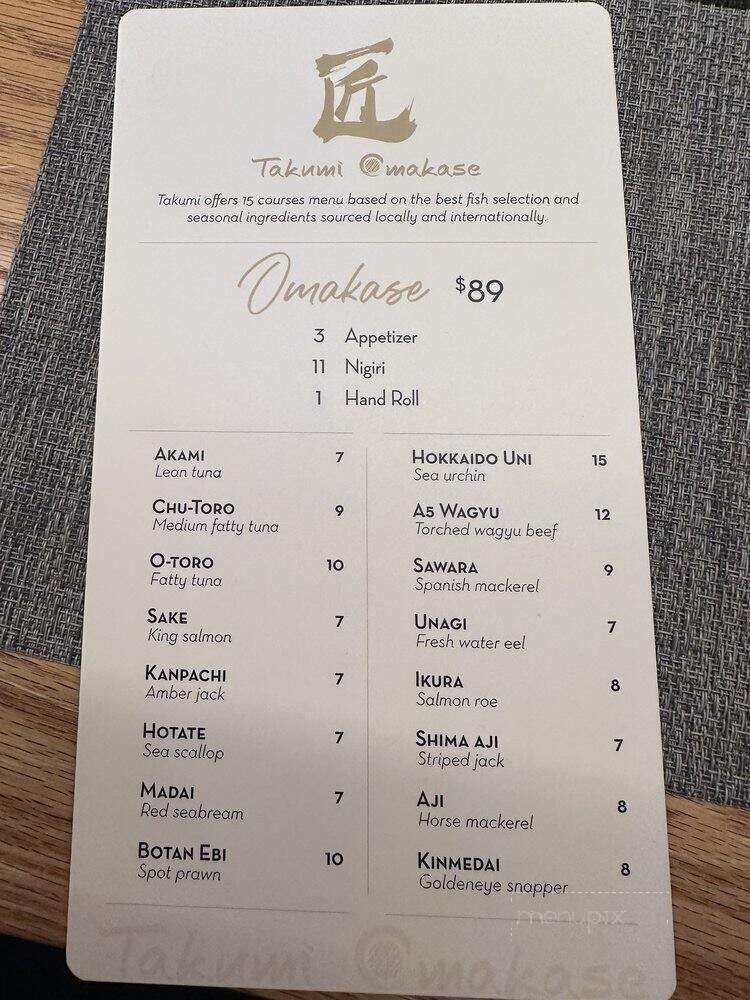 匠
Takumi Omakase
Takumi offers 15 courses menu based on the best fish selection and
seasonal ingredients sourced locally and internationally.
Omakase $89
3 Appetizer
11 Nigiri
1 Hand Roll
AKAMI 7
Lean tuna
CHU-TORO 9
Medium fatty tuna
O-TORO 10
Fatty tuna
SAKE 7
King salmon
KANPACHI 7
Amber jack
HOTATE 7
Sea scallop
MADAI 7
Red seabream
BOTAN EBI 10
Spot prawn
HOKKAIDO UNI 15
Sea urchin
A5 WAGYU 12
Torched wagyu beef
SAWARA 9
Spanish mackerel
UNAGI 7
Fresh water eel
IKURA 8
Salmon roe
SHIMA AJI 7
Striped jack
AJI 8
Horse mackerel
KINMEDAI 8
Goldeneye snapper
menupix
Takumi Omakase